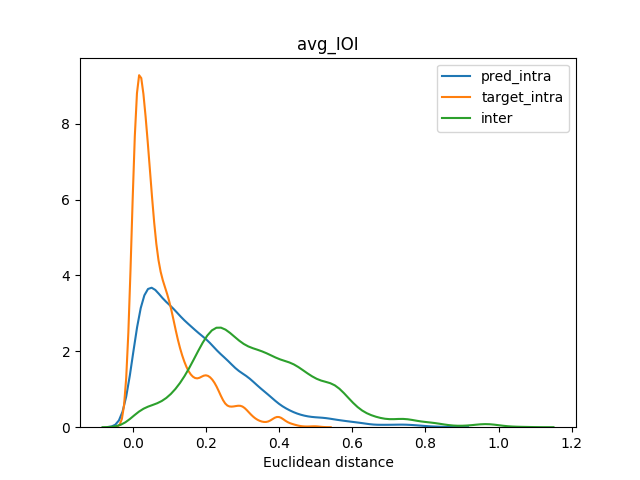 avg_IOI
pred_intra
target_intra
inter
8
6
4
2
0
0.0 0.2 0.4 0.6 0.8 1.0 1.2
Euclidean distance